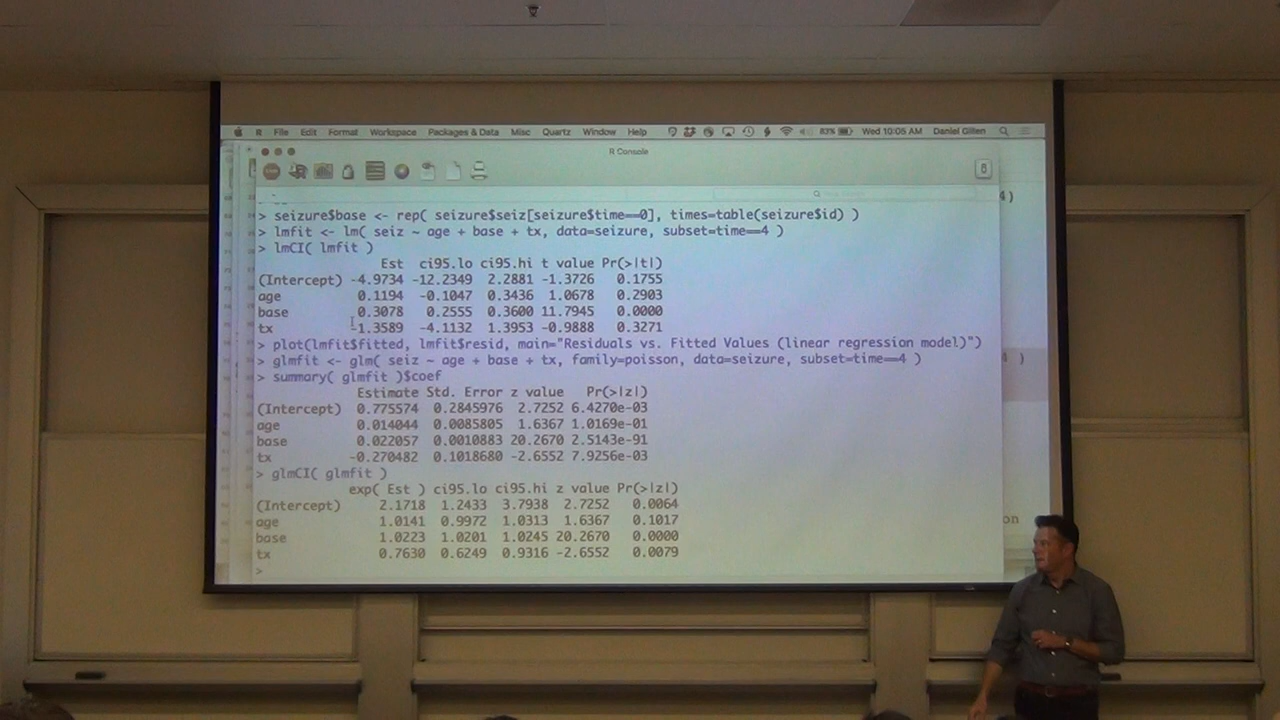 R File Edit Format Workspace Packages & Data Misc Quartz Window Help 83% Wed 10:05 AM Daniel Gillen
R Console
> seizure$base <- rep( seizure$seiz[seizure$time==0], times=table(seizure$id) )
> lmfit <- lm( seiz ~ age + base + tx, data=seizure, subset=time==4 )
> lmCI( lmfit )
Est ci95.lo ci95.hi t value Pr(>|t|)
(Intercept) -4.9734 -12.2349 2.2881 -1.3726 0.1755
age 0.1194 -0.1047 0.3436 1.0678 0.2903
base 0.3078 0.2555 0.3600 11.7945 0.0000
tx -1.3589 -4.1132 1.3953 -0.9888 0.3271
> plot(lmfit$fitted, lmfit$resid, main="Residuals vs. Fitted Values (linear regression model)")
> glmfit <- glm( seiz ~ age + base + tx, family=poisson, data=seizure, subset=time==4 )
> summary( glmfit )$coef
Estimate Std. Error z value Pr(>|z|)
(Intercept) 0.775574 0.2845976 2.7252 6.4270e-03
age 0.014044 0.0085805 1.6367 1.0169e-01
base 0.022057 0.0010883 20.2670 2.5143e-91
tx -0.270482 0.1018680 -2.6552 7.9256e-03
> glmCI( glmfit )
exp( Est ) ci95.lo ci95.hi z value Pr(>|z|)
(Intercept) 2.1718 1.2433 3.7938 2.7252 0.0064
age 1.0141 0.9972 1.0313 1.6367 0.1017
base 1.0223 1.0201 1.0245 20.2670 0.0000
tx 0.7630 0.6249 0.9316 -2.6552 0.0079
>
4)
)
on